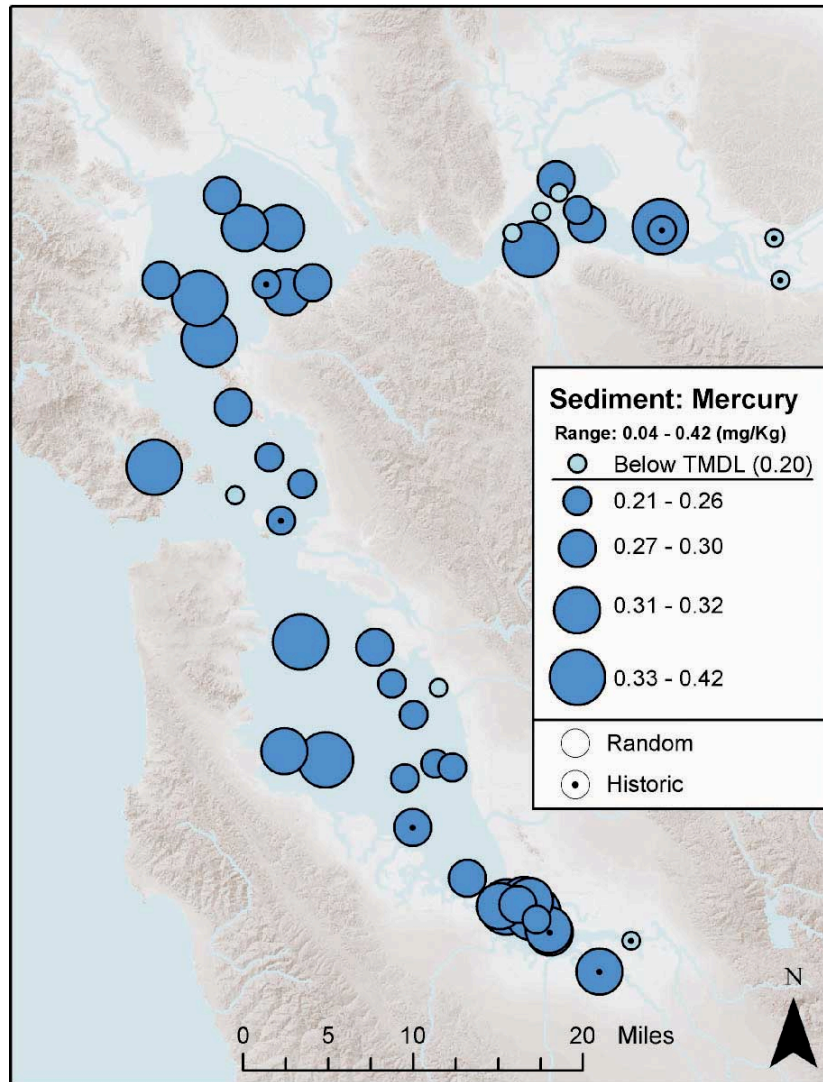 Sediment: Mercury
Range: 0.04 - 0.42 (mg/Kg)
Below TMDL (0.20)
0.21 - 0.26
0.27 - 0.30
0.31 - 0.32
0.33 - 0.42
Random
Historic
N
0 5 10 20 Miles